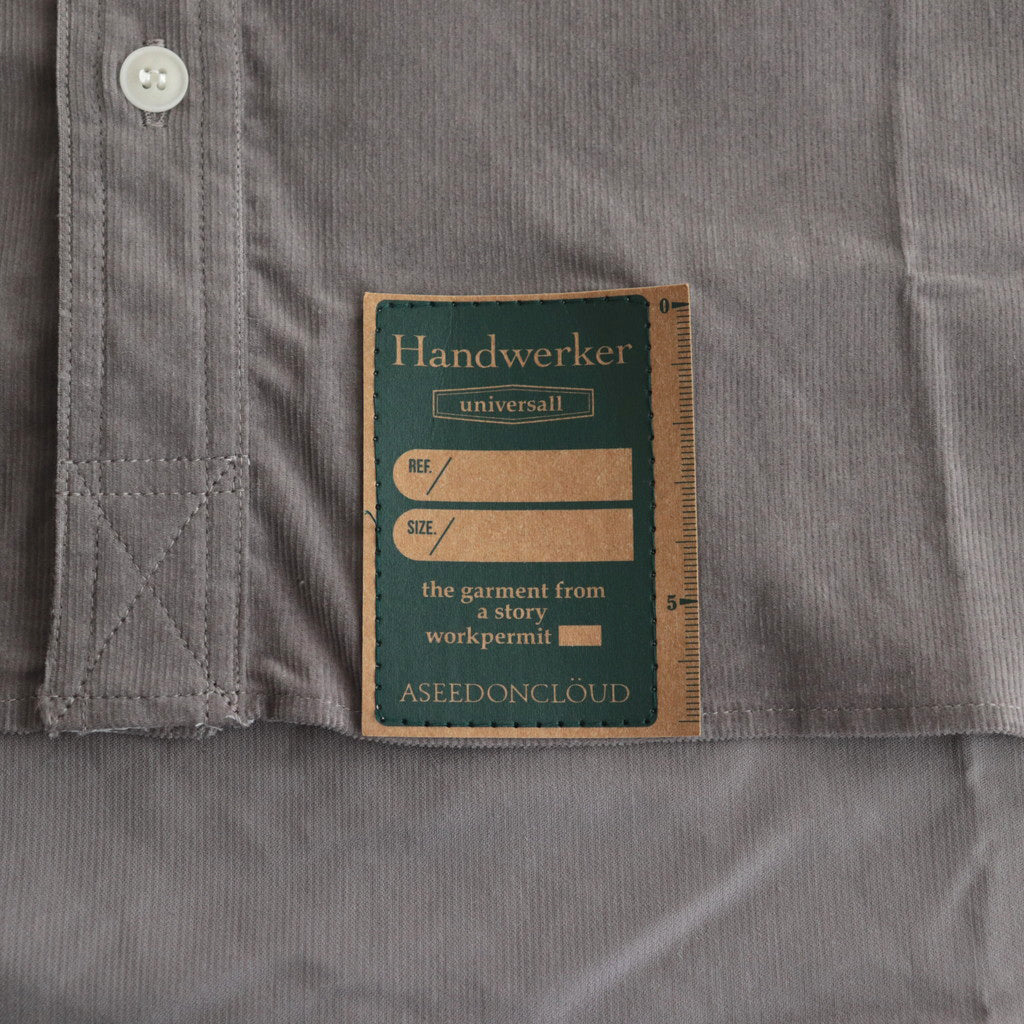 Handwerker
universall
REF./
SIZE./
the garment from
a story
workpermit
ASEEDONCLÖUD
0
5